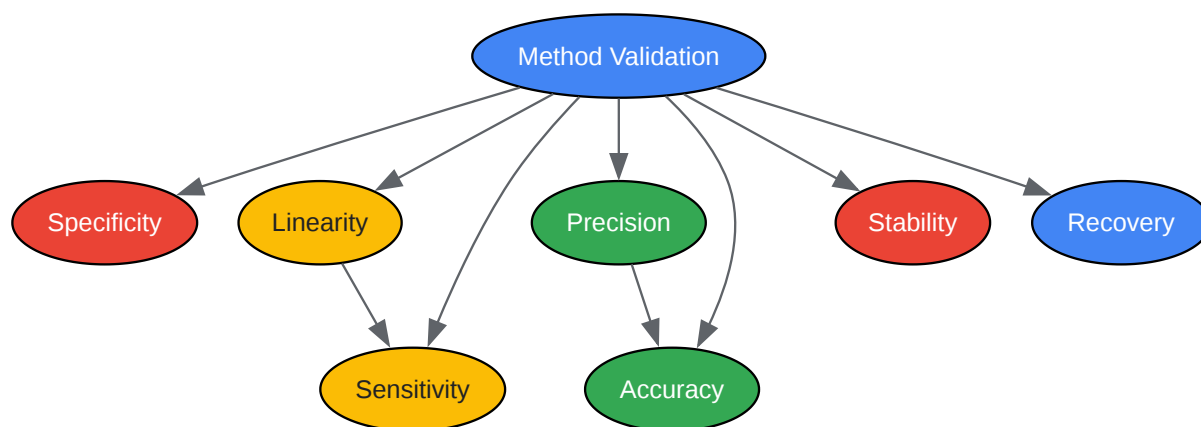 Method Validation
Specificity
Linearity
Precision
Stability
Recovery
Sensitivity
Accuracy